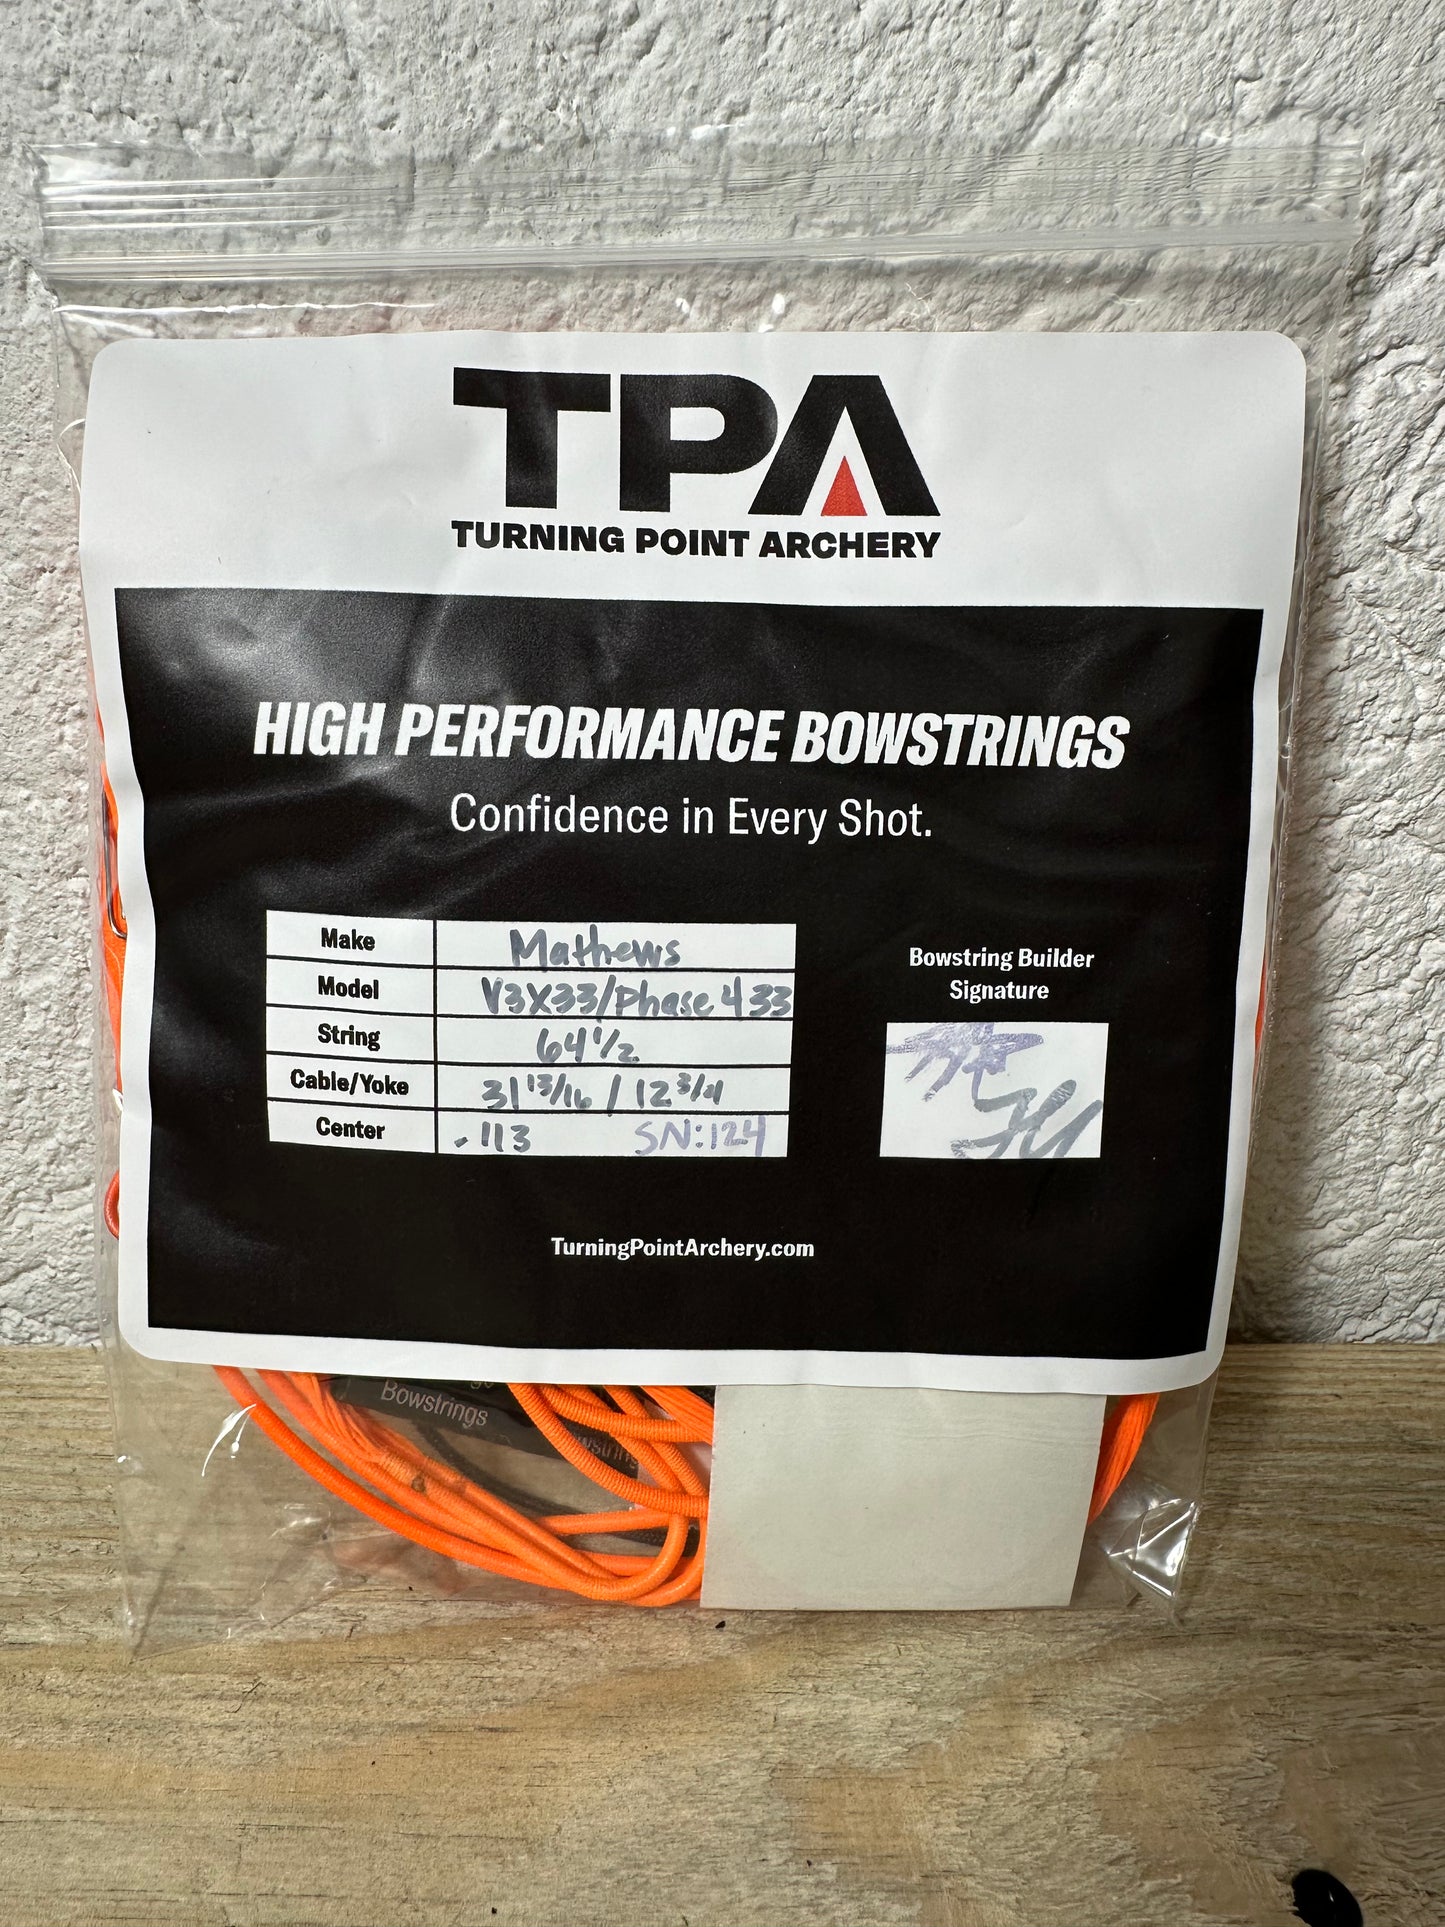 TPA
TURNING POINT ARCHERY
HIGH PERFORMANCE BOWSTRINGS
Confidence in Every Shot.
Make Mathews
Model V3X33/Phase 4 33
String 64 1/2
Cable/Yoke 31 13/16 / 12 3/4
Center .113 SN:124
Bowstring Builder
Signature
TurningPointArchery.com
Bowstrings